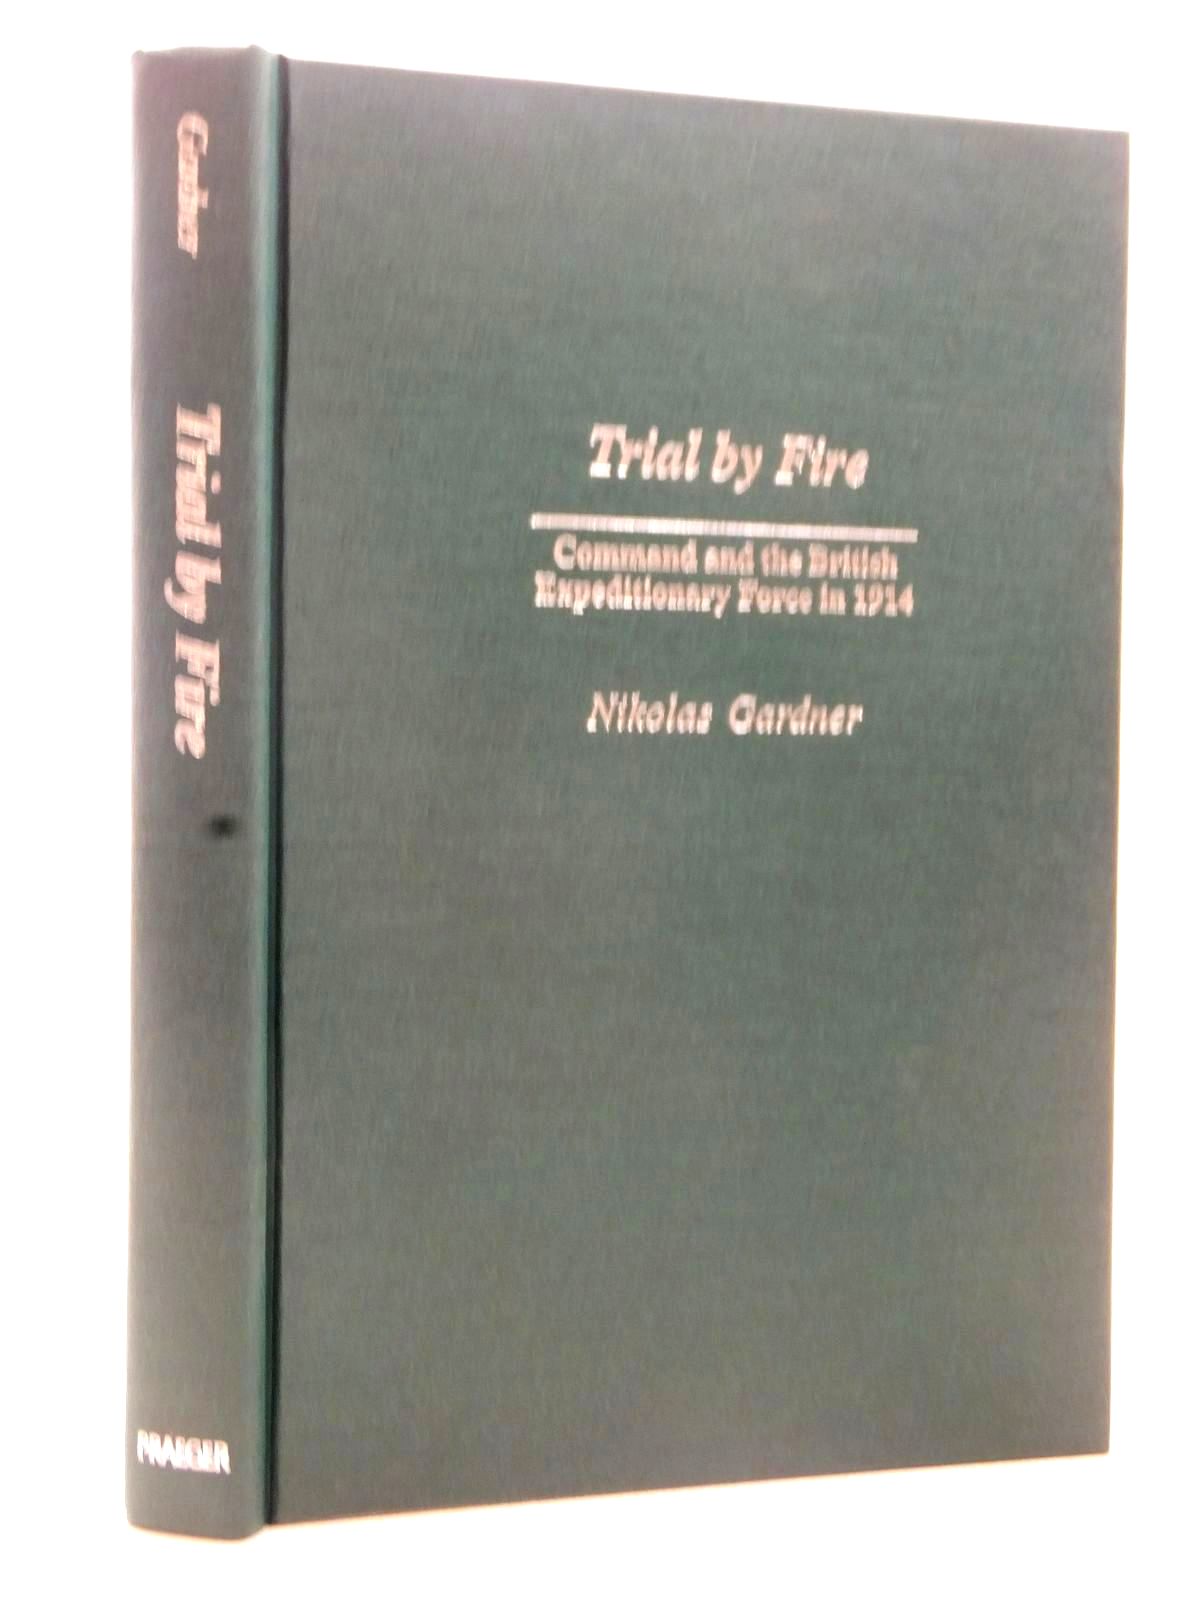 Gardner
Trial by Fire
PRAEGER
Trial by Fire
Command and the British
Expeditionary Force in 1914
Nikolas Gardner